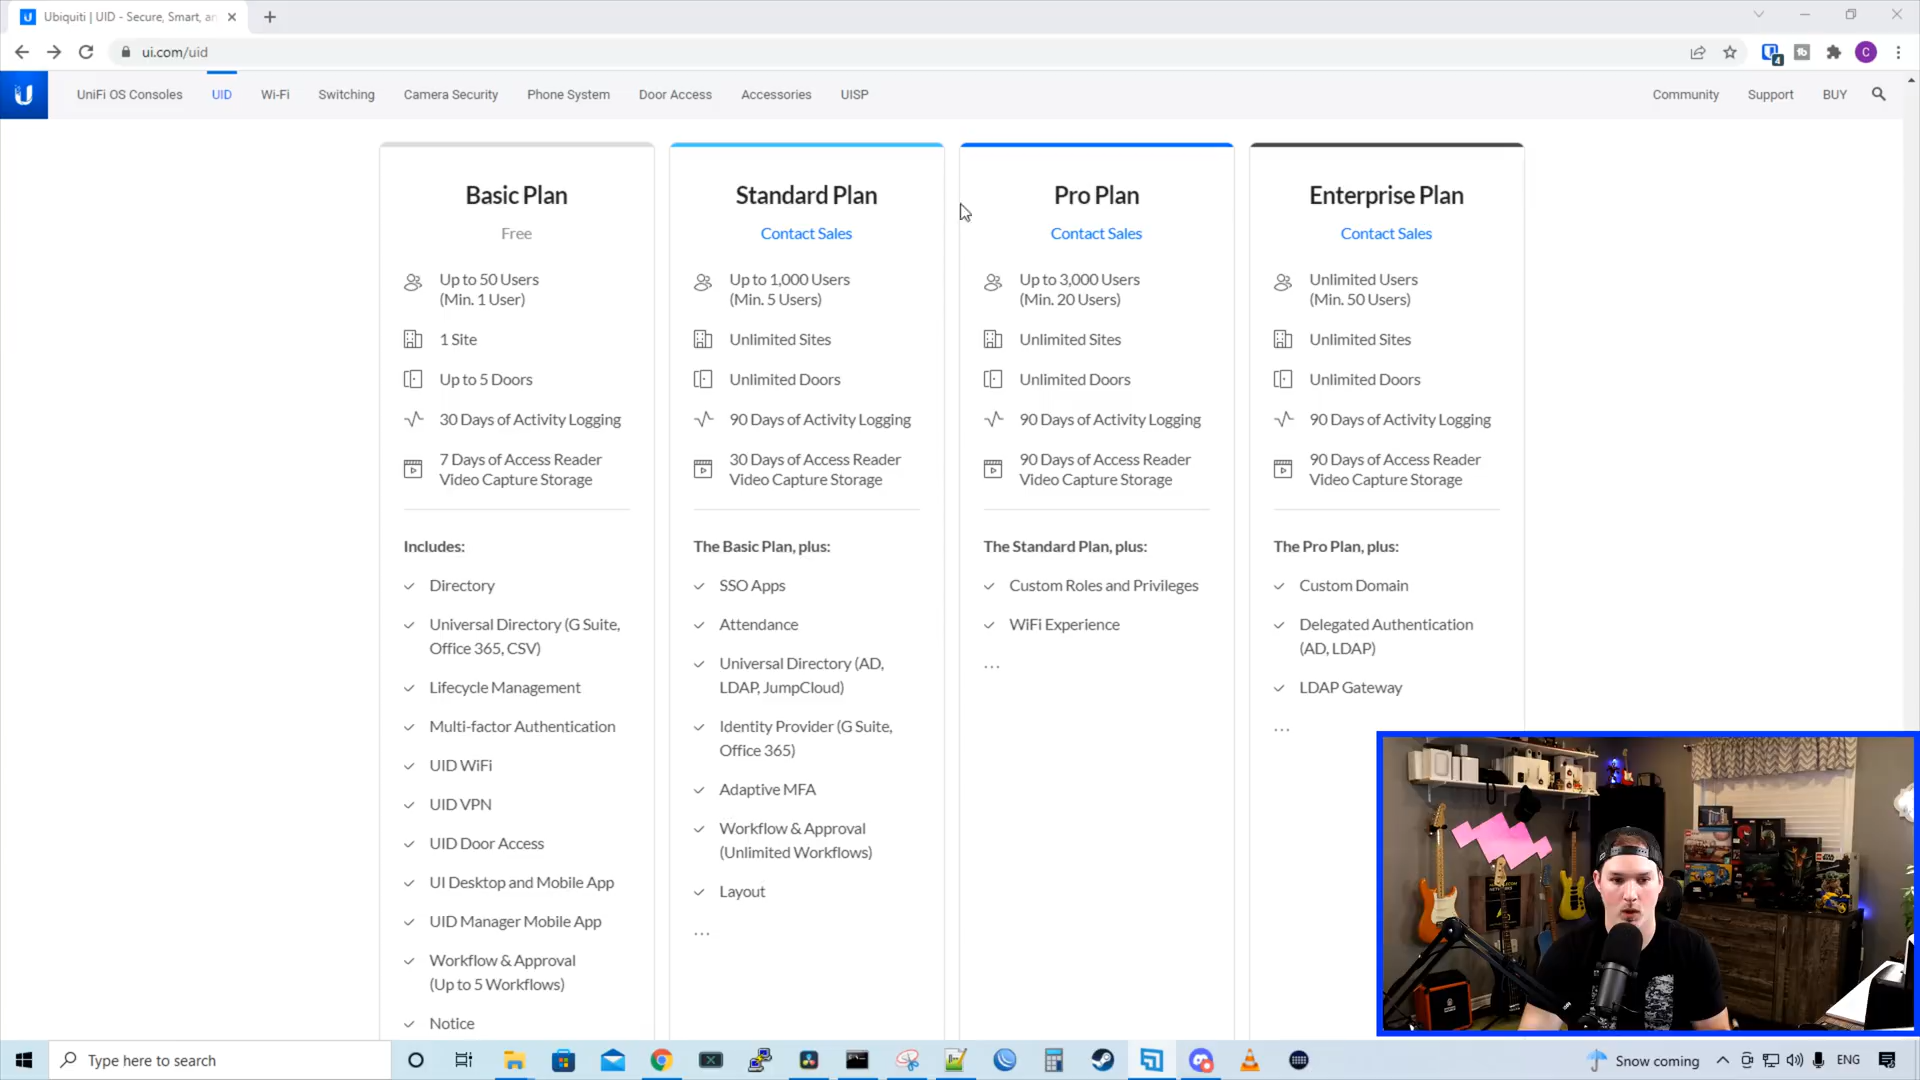 Ubiquiti | UID - Secure, Smart, an
ui.com/uid
UniFi OS Consoles
UID
Wi-Fi
Switching
Camera Security
Phone System
Door Access
Accessories
UISP
Community
Support
BUY
Basic Plan
Free
Up to 50 Users
(Min. 1 User)
1 Site
Up to 5 Doors
30 Days of Activity Logging
7 Days of Access Reader
Video Capture Storage
Includes:
Directory
Universal Directory (G Suite,
Office 365, CSV)
Lifecycle Management
Multi-factor Authentication
UID WiFi
UID VPN
UID Door Access
UI Desktop and Mobile App
UID Manager Mobile App
Workflow & Approval
(Up to 5 Workflows)
Notice
Standard Plan
Contact Sales
Up to 1,000 Users
(Min. 5 Users)
Unlimited Sites
Unlimited Doors
90 Days of Activity Logging
30 Days of Access Reader
Video Capture Storage
The Basic Plan, plus:
SSO Apps
Attendance
Universal Directory (AD,
LDAP, JumpCloud)
Identity Provider (G Suite,
Office 365)
Adaptive MFA
Workflow & Approval
(Unlimited Workflows)
Layout
...
Pro Plan
Contact Sales
Up to 3,000 Users
(Min. 20 Users)
Unlimited Sites
Unlimited Doors
90 Days of Activity Logging
90 Days of Access Reader
Video Capture Storage
The Standard Plan, plus:
Custom Roles and Privileges
WiFi Experience
...
Enterprise Plan
Contact Sales
Unlimited Users
(Min. 50 Users)
Unlimited Sites
Unlimited Doors
90 Days of Activity Logging
90 Days of Access Reader
Video Capture Storage
The Pro Plan, plus:
Custom Domain
Delegated Authentication
(AD, LDAP)
LDAP Gateway
...
Type here to search
Snow coming
ENG